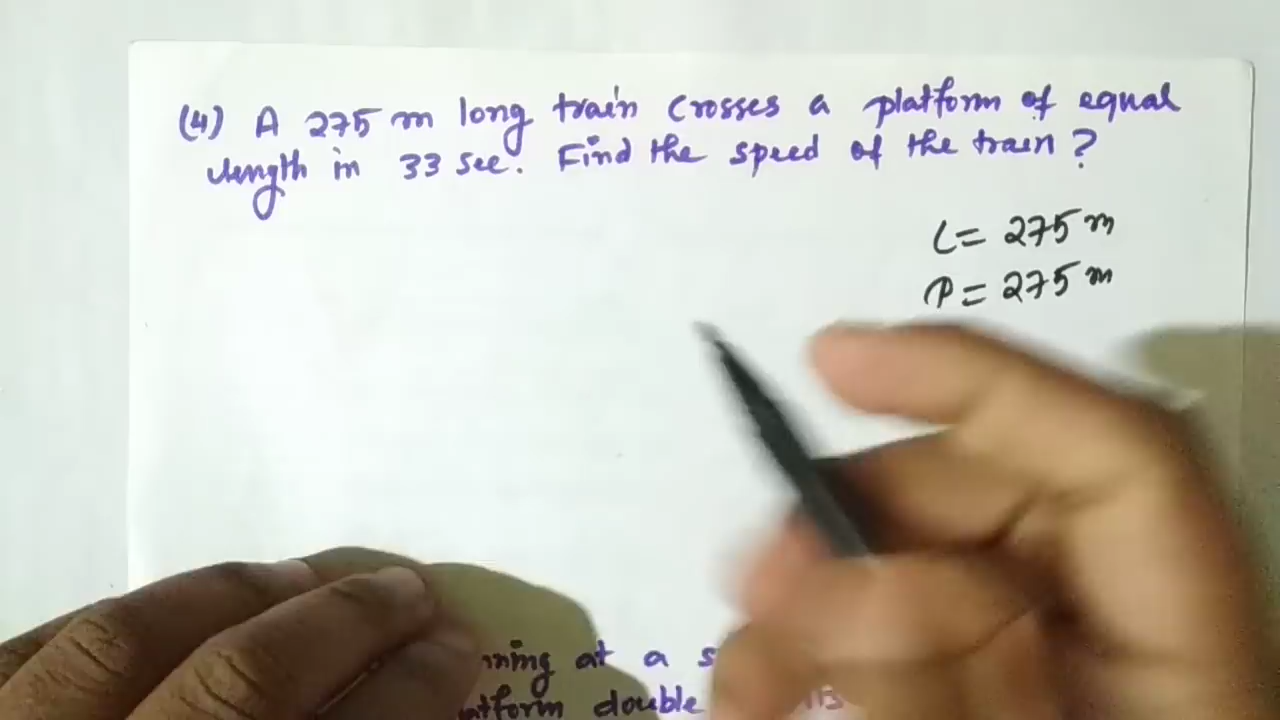 (4) A 275 m long train crosses a platform of equal
length in 33 sec. Find the speed of the train?
L = 275 m
P = 275 m
at a
double